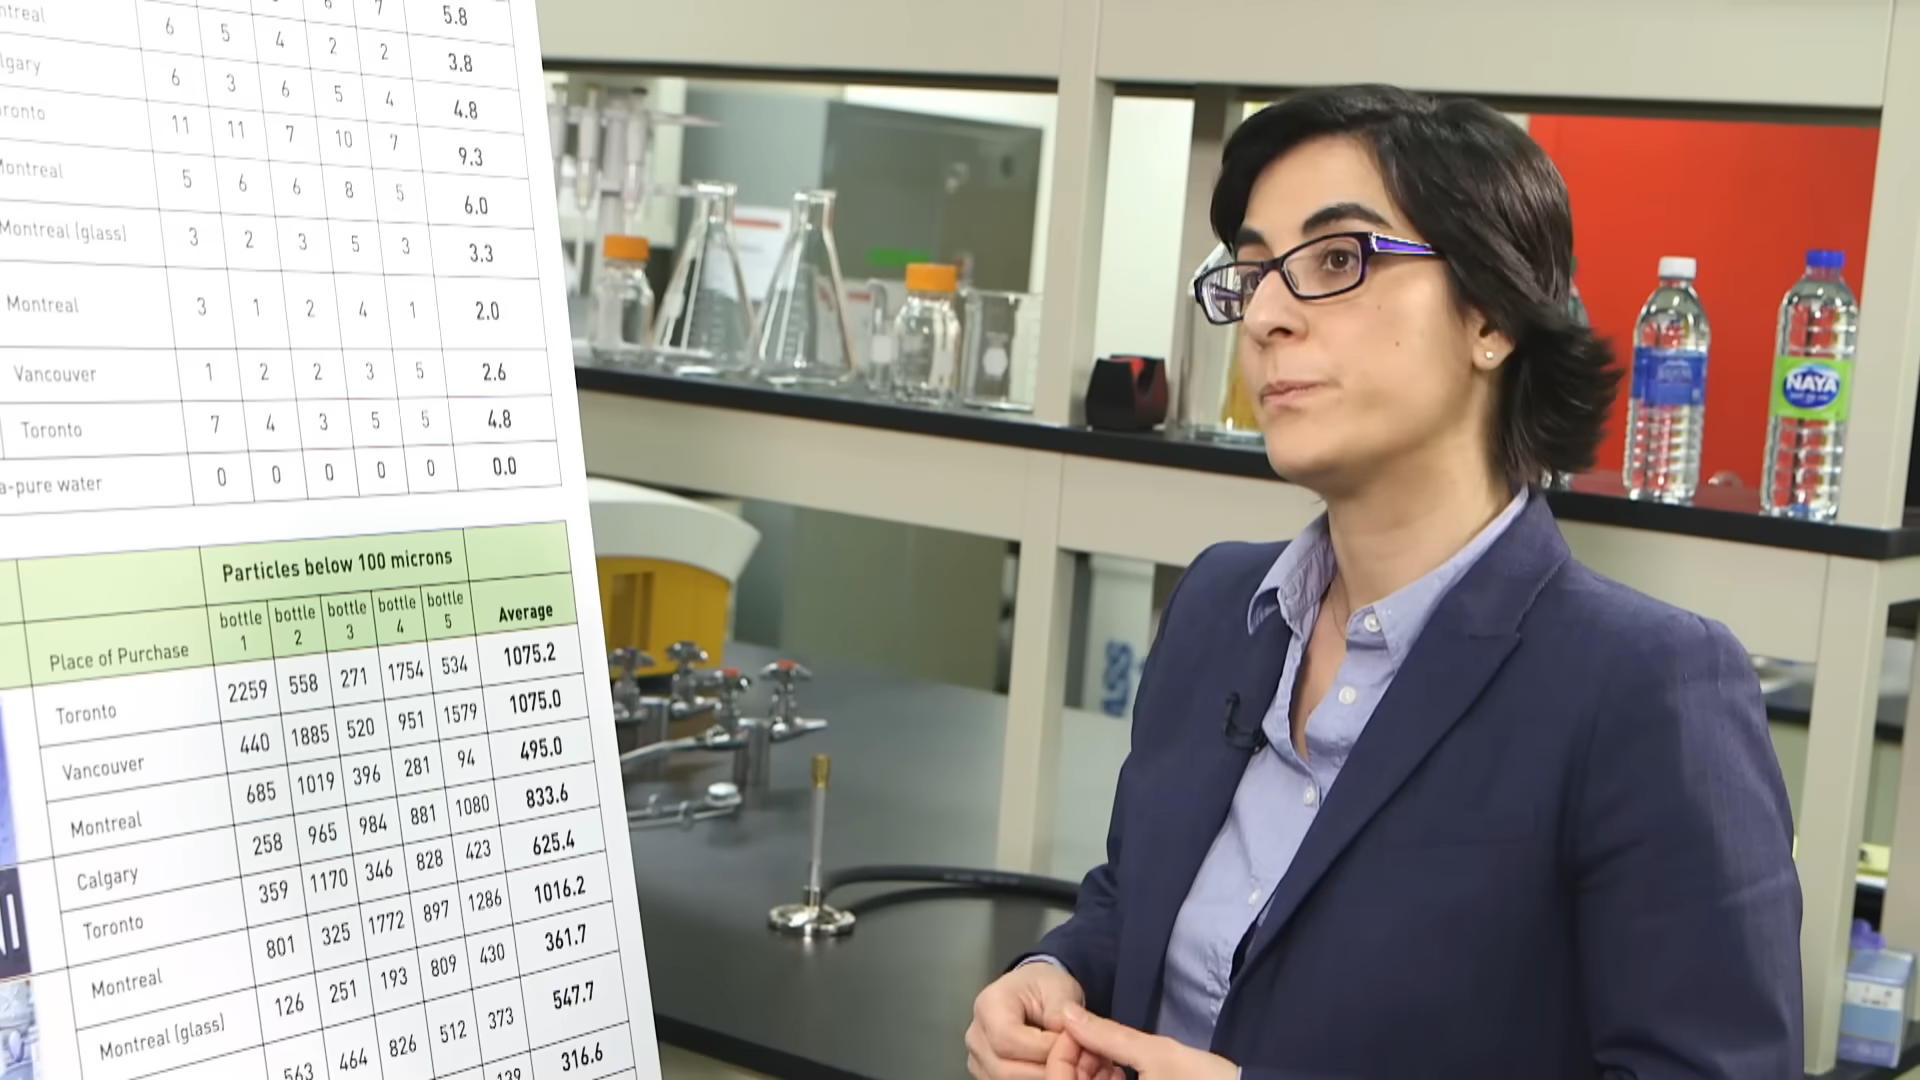 ntreal 6 7 5.8
lgary 6 5 4 2 2 3.8
ronto 6 3 6 5 4 4.8
ontreal 11 11 7 10 7 9.3
Montreal (glass) 5 6 6 8 5 6.0
Montreal 3 2 3 5 3 3.3
3 1 2 4 1 2.0
Vancouver 1 2 2 3 5 2.6
Toronto 7 4 3 5 5 4.8
a-pure water 0 0 0 0 0 0.0
Particles below 100 microns
Place of Purchase bottle 1 bottle 2 bottle 3 bottle 4 bottle 5 Average
Toronto 2259 558 271 1754 534 1075.2
Vancouver 440 1885 520 951 1579 1075.0
Montreal 685 1019 396 281 94 495.0
Calgary 258 965 984 881 1080 833.6
Toronto 359 1170 346 828 423 625.4
Montreal 801 325 1772 897 1286 1016.2
Montreal (glass) 126 251 193 809 430 361.7
563 464 826 512 373 547.7
139 316.6
NAYA